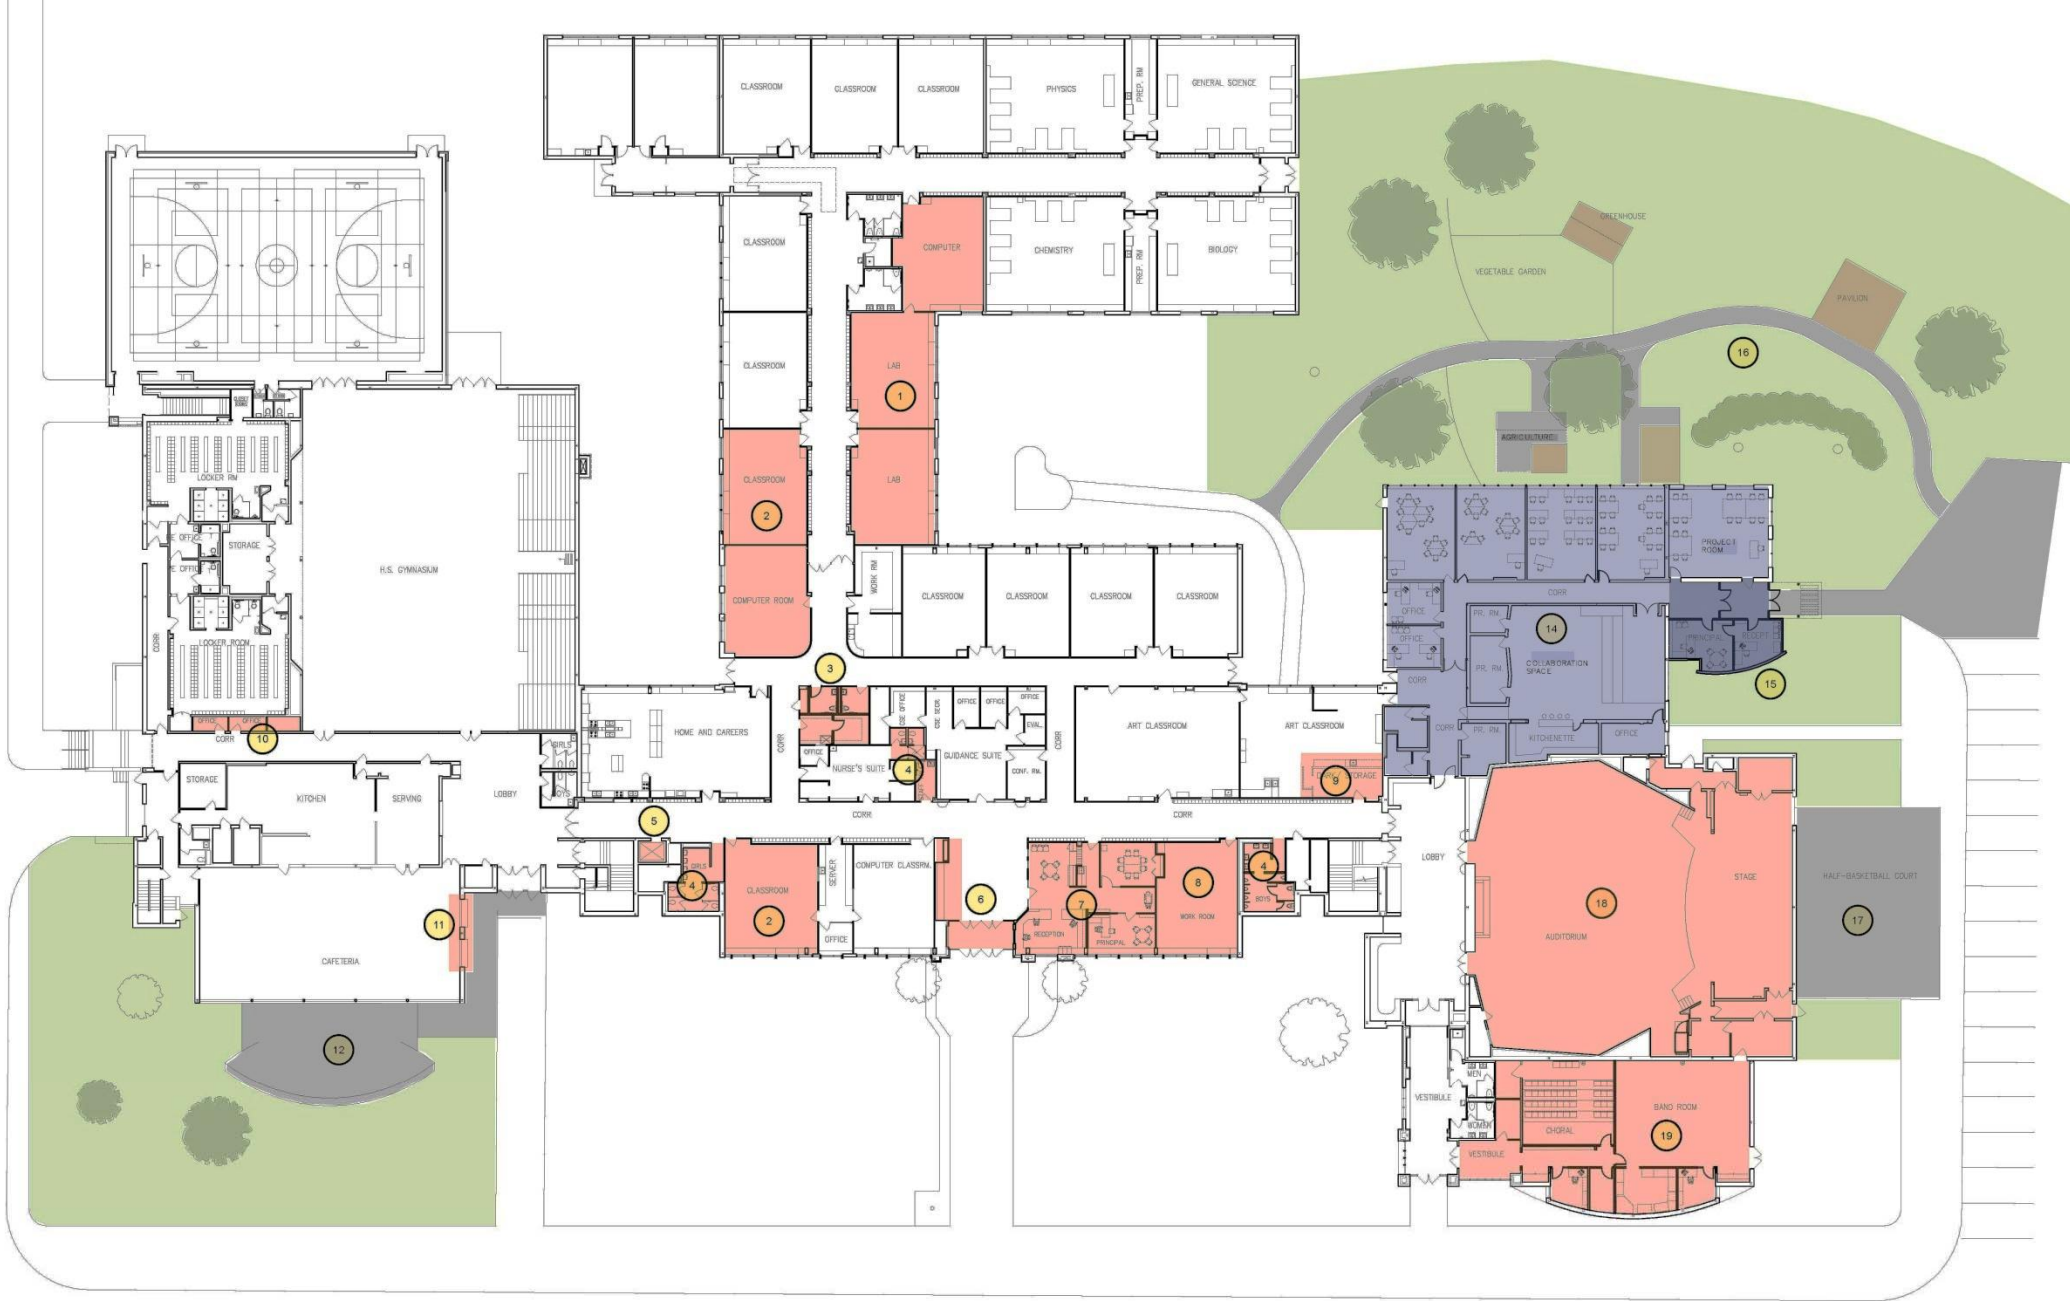 CLASSROOM
CLASSROOM
CLASSROOM
PHYSICS
PREP. RM
GENERAL SCIENCE
CLASSROOM
COMPUTER
CHEMISTRY
PREP. RM
BIOLOGY
GREENHOUSE
VEGETABLE GARDEN
PAVILION
16
CLASSROOM
LAB
1
CLASSROOM
2
LAB
AGRICULTURE
LOCKER RM
STORAGE
H.S. GYMNASIUM
COMPUTER ROOM
WORK RM
CLASSROOM
CLASSROOM
CLASSROOM
CLASSROOM
PROJECT
ROOM
CORR
OFFICE
OFFICE
PR. RM.
PR. RM.
14
COLLABORATION
SPACE
PRINCIPAL
RECEPT.
15
CORR
LOCKER ROOM
CORR
3
OFFICE
OFFICE
CORR
10
GIRLS
BOYS
HOME AND CAREERS
CORR
OFFICE
NURSE'S SUITE
4
CSE OFFICE
CSE SECR.
OFFICE
OFFICE
OFFICE
EVAL.
GUIDANCE SUITE
CONF. RM.
CORR
ART CLASSROOM
ART CLASSROOM
STORAGE
9
CORR
PR. RM.
KITCHENETTE
OFFICE
STORAGE
KITCHEN
SERVING
LOBBY
5
CORR
CORR
LOBBY
GIRLS
4
CLASSROOM
2
SERVER
COMPUTER CLASSRM.
OFFICE
6
7
RECEPTION
PRINCIPAL
8
WORK ROOM
4
BOYS
18
AUDITORIUM
STAGE
HALF-BASKETBALL COURT
17
11
CAFETERIA
12
VESTIBULE
MEN
WOMEN
VESTIBULE
CHORAL
BAND ROOM
19